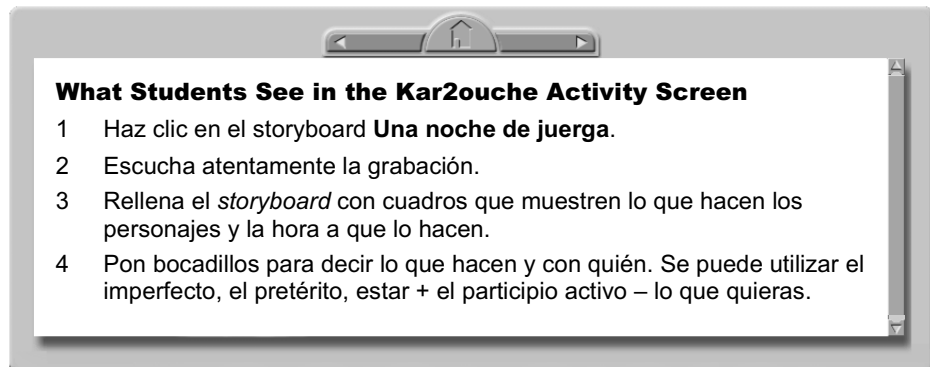 What Students See in the Kar2ouche Activity Screen
1 Haz clic en el storyboard Una noche de juerga.
2 Escucha atentamente la grabación.
3 Rellena el storyboard con cuadros que muestren lo que hacen los
personajes y la hora a que lo hacen.
4 Pon bocadillos para decir lo que hacen y con quién. Se puede utilizar el
imperfecto, el pretérito, estar + el participio activo – lo que quieras.